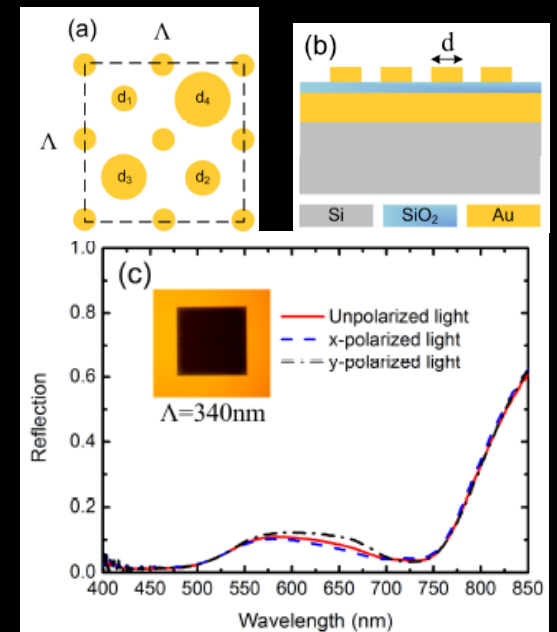 (a)
Λ
Λ
d₁
d₄
d₃
d₂
(b)
d
Si
SiO₂
Au
(c)
Unpolarized light
x-polarized light
y-polarized light
Λ=340nm
Reflection
1.0
0.8
0.6
0.4
0.2
0.0
400 450 500 550 600 650 700 750 800 850
Wavelength (nm)